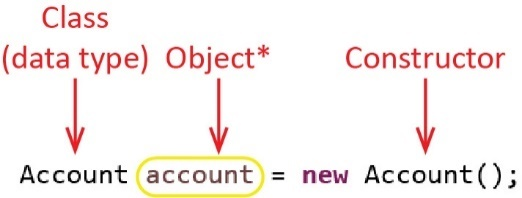 Class
(data type) Object* Constructor
Account account = new Account();